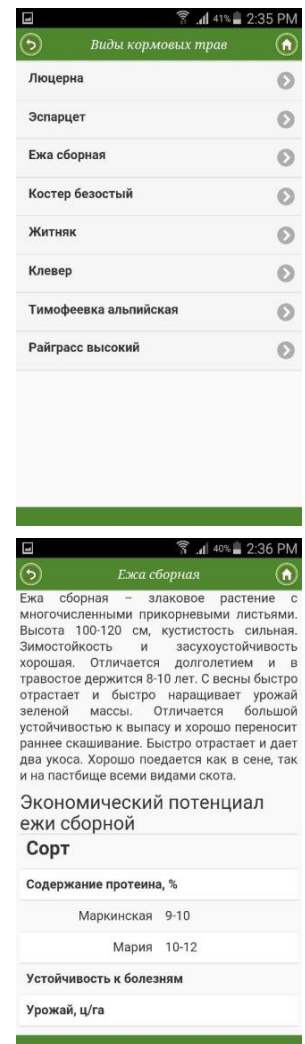 41% 2:35 PM
Виды кормовых трав
Люцерна
Эспарцет
Ежа сборная
Костер безостый
Житняк
Клевер
Тимофеевка альпийская
Райграсс высокий
40% 2:36 PM
Ежа сборная
Ежа сборная – злаковое растение с
многочисленными прикорневыми листьями.
Высота 100-120 см, кустистость сильная.
Зимостойкость и засухоустойчивость
хорошая. Отличается долголетием и в
травостое держится 8-10 лет. С весны быстро
отрастает и быстро наращивает урожай
зеленой массы. Отличается большой
устойчивостью к выпасу и хорошо переносит
раннее скашивание. Быстро отрастает и дает
два укоса. Хорошо поедается как в сене, так
и на пастбище всеми видами скота.
Экономический потенциал
ежи сборной
Сорт
Содержание протеина, %
Маркинская 9-10
Мария 10-12
Устойчивость к болезням
Урожай, ц/га